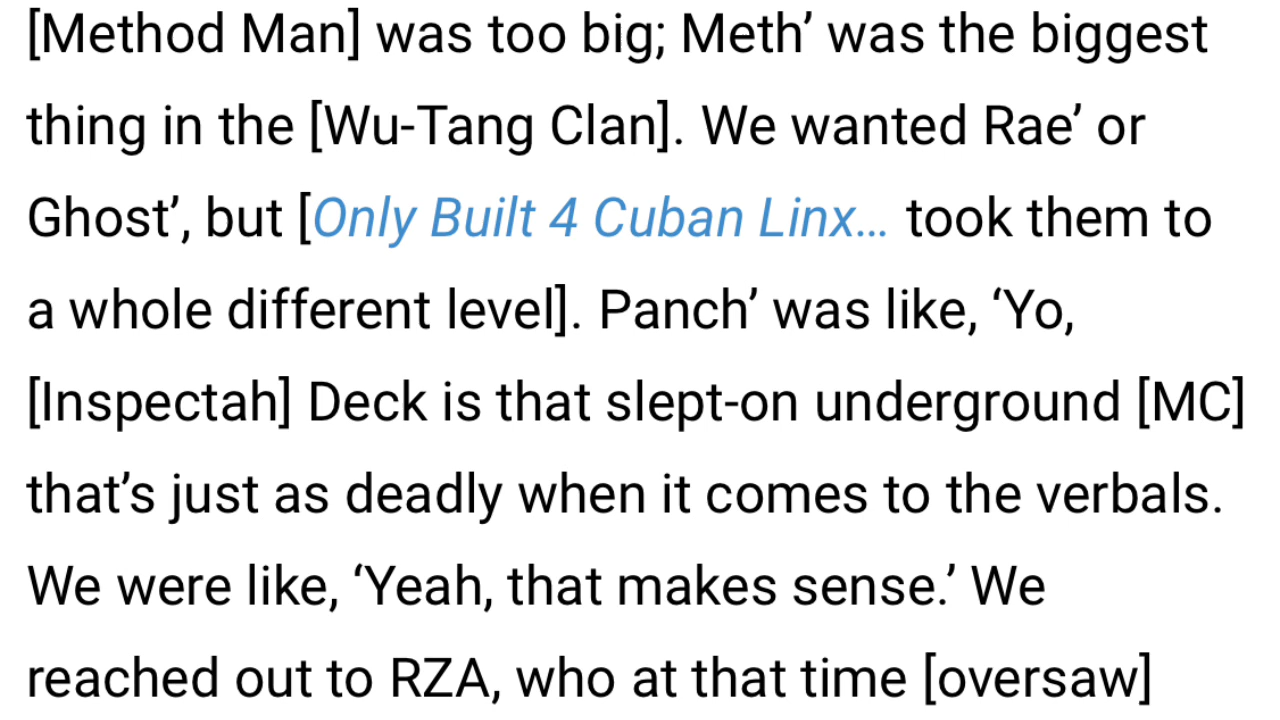 [Method Man] was too big; Meth’ was the biggest
thing in the [Wu-Tang Clan]. We wanted Rae’ or
Ghost’, but [Only Built 4 Cuban Linx… took them to
a whole different level]. Panch’ was like, ‘Yo,
[Inspectah] Deck is that slept-on underground [MC]
that’s just as deadly when it comes to the verbals.
We were like, ‘Yeah, that makes sense.’ We
reached out to RZA, who at that time [oversaw]